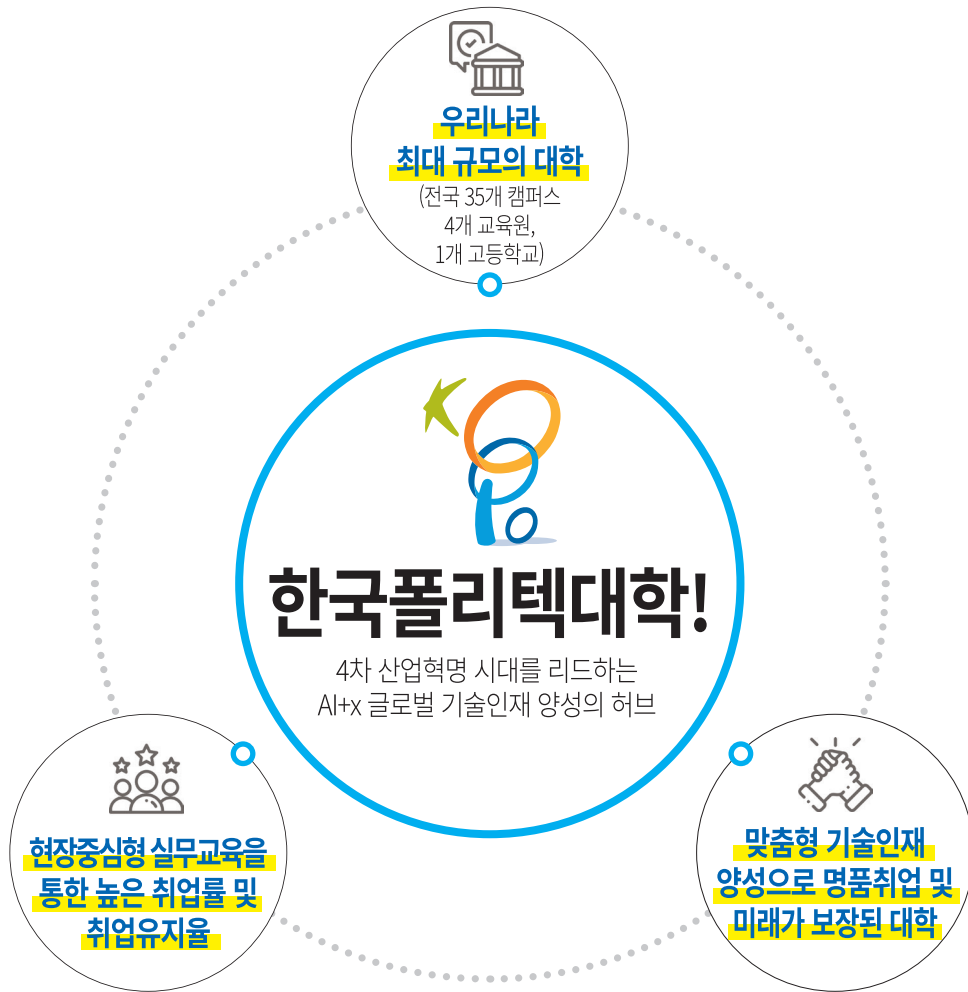 우리나라
최대 규모의 대학
(전국 35개 캠퍼스
4개 교육원,
1개 고등학교)
한국폴리텍대학!
4차 산업혁명 시대를 리드하는
AI+x 글로벌 기술인재 양성의 허브
현장중심형 실무교육을
통한 높은 취업률 및
취업유지율
맞춤형 기술인재
양성으로 명품취업 및
미래가 보장된 대학